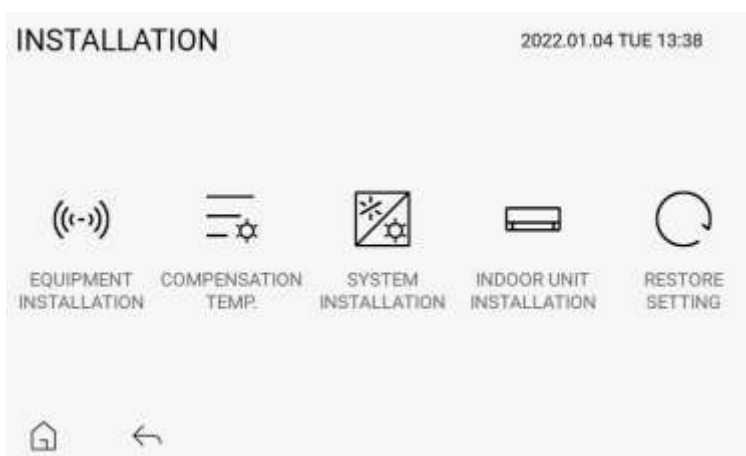 INSTALLATION
2022.01.04 TUE 13:38
EQUIPMENT
INSTALLATION
COMPENSATION
TEMP.
SYSTEM
INSTALLATION
INDOOR UNIT
INSTALLATION
RESTORE
SETTING